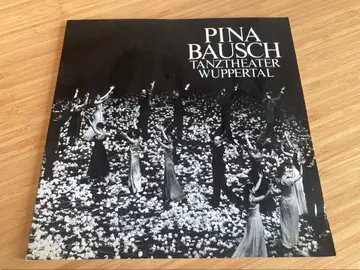 PINA
BAUSCH
TANZTHEATER
WUPPERTAL